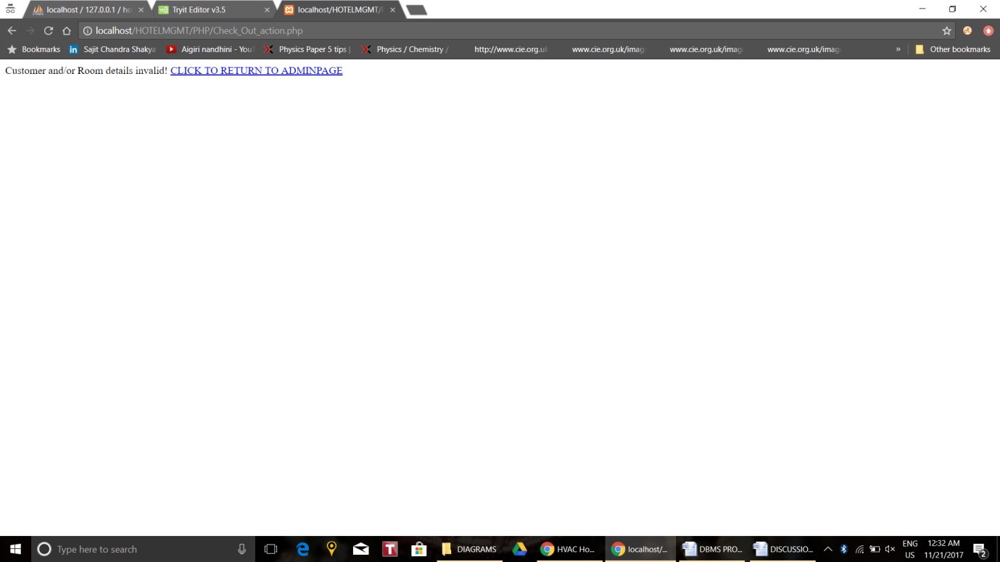 localhost / 127.0.0.1 / ho
Tryit Editor v3.5
localhost/HOTELMGMT/
localhost/HOTELMGMT/PHP/Check_Out_action.php
Bookmarks
Sajit Chandra Shakya
Aigiri nandhini - YouT
Physics Paper 5 tips |
Physics / Chemistry /
http://www.cie.org.uk
www.cie.org.uk/imag
www.cie.org.uk/imag
www.cie.org.uk/imag
»
Other bookmarks
Customer and/or Room details invalid! CLICK TO RETURN TO ADMINPAGE
Type here to search
DIAGRAMS
HVAC Ho...
localhost/...
DBMS PRO...
DISCUSSIO...
ENG
US
12:32 AM
11/21/2017
2